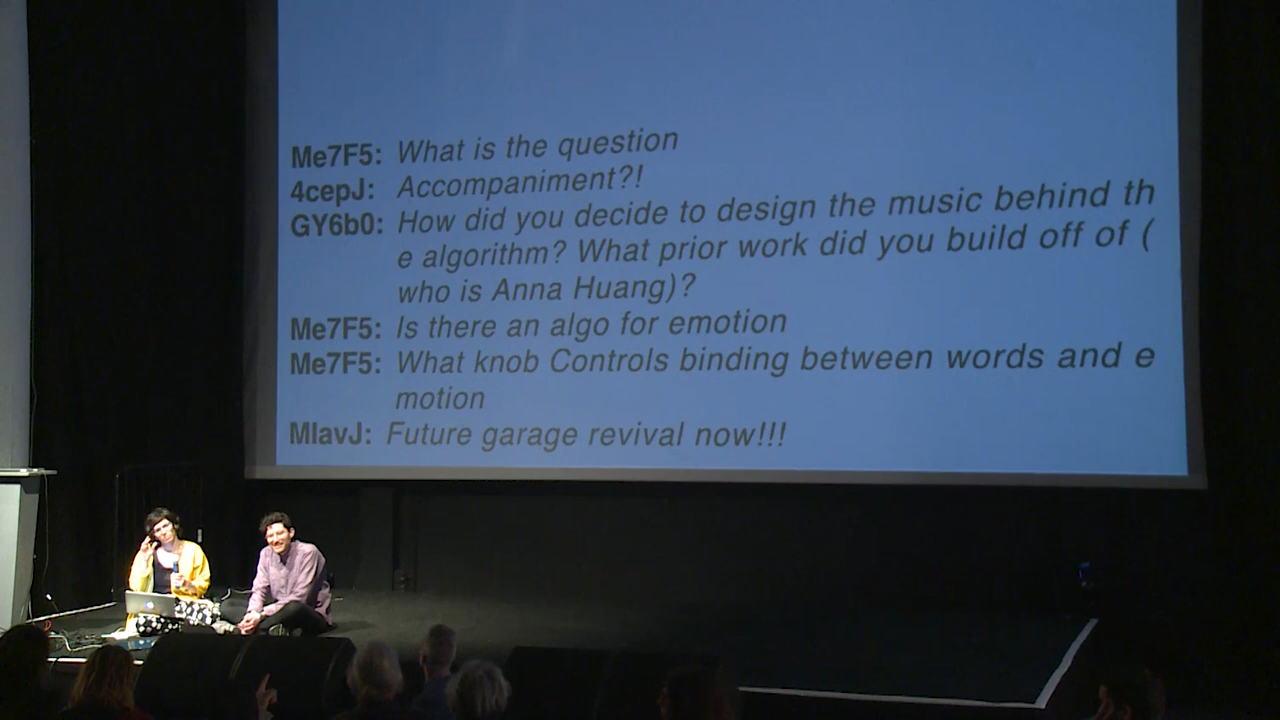 Me7F5: What is the question
4cepJ: Accompaniment?!
GY6b0: How did you decide to design the music behind th
e algorithm? What prior work did you build off of (
who is Anna Huang)?
Me7F5: Is there an algo for emotion
Me7F5: What knob Controls binding between words and e
motion
MlavJ: Future garage revival now!!!